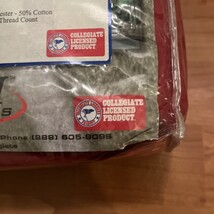 ester - 50% Cotton
Thread Count
COLLEGIATE
LICENSED
PRODUCT
COLLEGIATE
LICENSED
PRODUCT
S
Phone (888) 605-8098